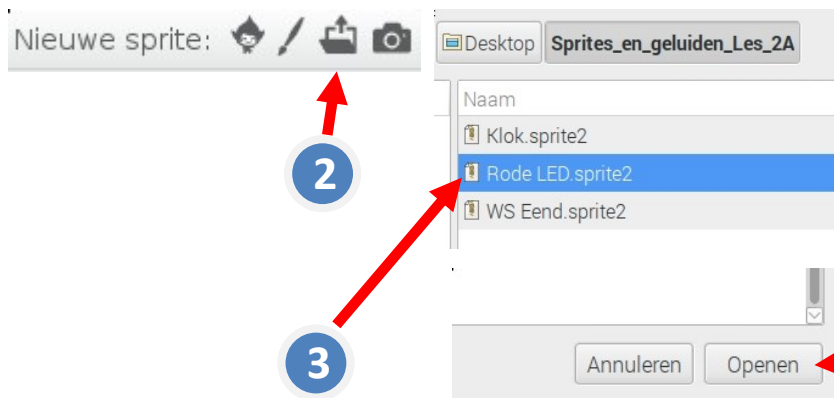 Nieuwe sprite:
2
3
Desktop Sprites_en_geluiden_Les_2A
Naam
Klok.sprite2
Rode LED.sprite2
WS Eend.sprite2
Annuleren Openen